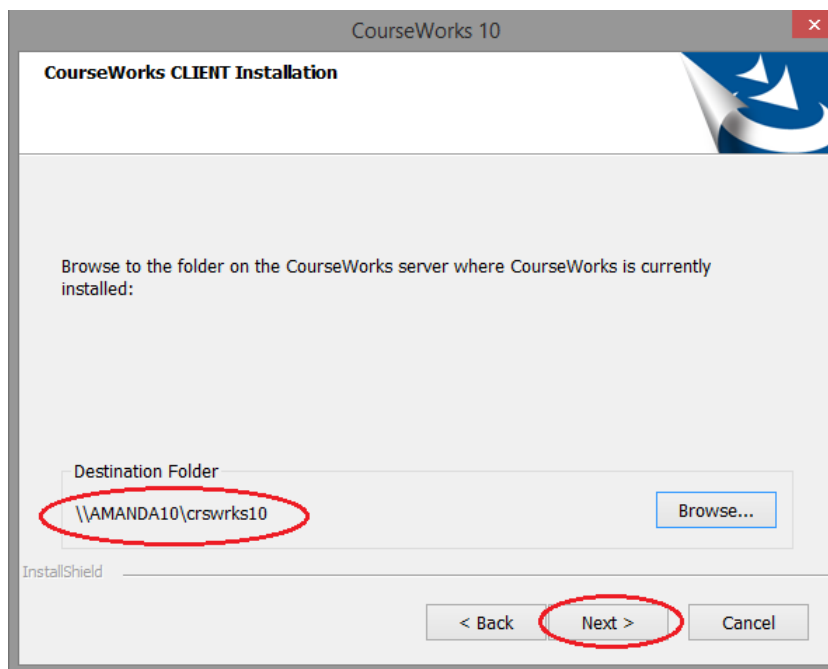 CourseWorks 10
CourseWorks CLIENT Installation
Browse to the folder on the CourseWorks server where CourseWorks is currently
installed:
Destination Folder
\\AMANDA10\crswrks10
Browse...
InstallShield
< Back
Next >
Cancel